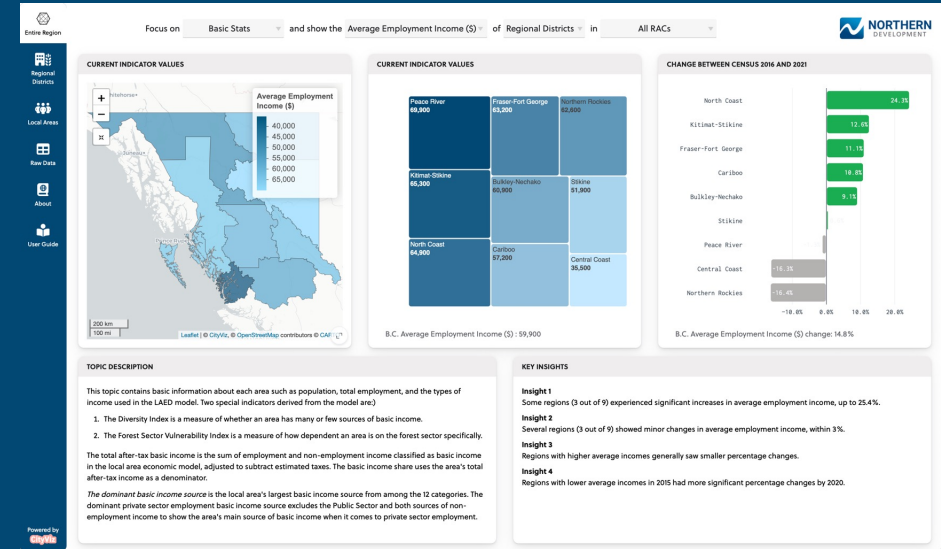 Entire Region
Focus on Basic Stats and show the Average Employment Income ($) of Regional Districts in All RACs
NORTHERN
DEVELOPMENT
Regional
Districts
Local Areas
Raw Data
About
User Guide
Powered by
CityViz
CURRENT INDICATOR VALUES
+
−
Average Employment
Income ($)
40,000
45,000
50,000
55,000
60,000
65,000
200 km
100 mi
Leaflet | © CityViz, © OpenStreetMap contributors ©
CURRENT INDICATOR VALUES
Peace River
69,900
Fraser-Fort George
63,200
Northern Rockies
62,600
Kitimat-Stikine
65,300
Bulkley-Nechako
60,900
Stikine
51,900
North Coast
64,900
Cariboo
57,200
Central Coast
35,500
B.C. Average Employment Income ($) : 59,900
CHANGE BETWEEN CENSUS 2016 AND 2021
North Coast 24.3%
Kitimat-Stikine 12.6%
Fraser-Fort George 11.1%
Cariboo 10.8%
Bulkley-Nechako 9.1%
Stikine
Peace River
Central Coast -16.3%
Northern Rockies -16.4%
-10.0% 0.0% 10.0% 20.0%
B.C. Average Employment Income ($) change: 14.8%
TOPIC DESCRIPTION
This topic contains basic information about each area such as population, total employment, and the types of
income used in the LAED model. Two special indicators derived from the model are:)
1. The Diversity Index is a measure of whether an area has many or few sources of basic income.
2. The Forest Sector Vulnerability Index is a measure of how dependent an area is on the forest sector specifically.
The total after-tax basic income is the sum of employment and non-employment income classified as basic income
in the local area economic model, adjusted to subtract estimated taxes. The basic income share uses the area's total
after-tax income as a denominator.
The dominant basic income source is the local area's largest basic income source from among the 12 categories. The
dominant private sector employment basic income source excludes the Public Sector and both sources of non-
employment income to show the area's main source of basic income when it comes to private sector employment.
KEY INSIGHTS
Insight 1
Some regions (3 out of 9) experienced significant increases in average employment income, up to 25.4%.
Insight 2
Several regions (3 out of 9) showed minor changes in average employment income, within 3%.
Insight 3
Regions with higher average incomes generally saw smaller percentage changes.
Insight 4
Regions with lower average incomes in 2015 had more significant percentage changes by 2020.